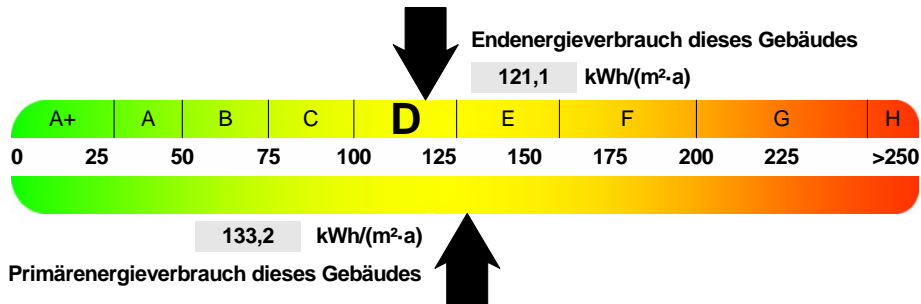 Endenergieverbrauch dieses Gebäudes
121,1 kWh/(m²·a)
A+ A B C D E F G H
0 25 50 75 100 125 150 175 200 225 >250
133,2 kWh/(m²·a)
Primärenergieverbrauch dieses Gebäudes